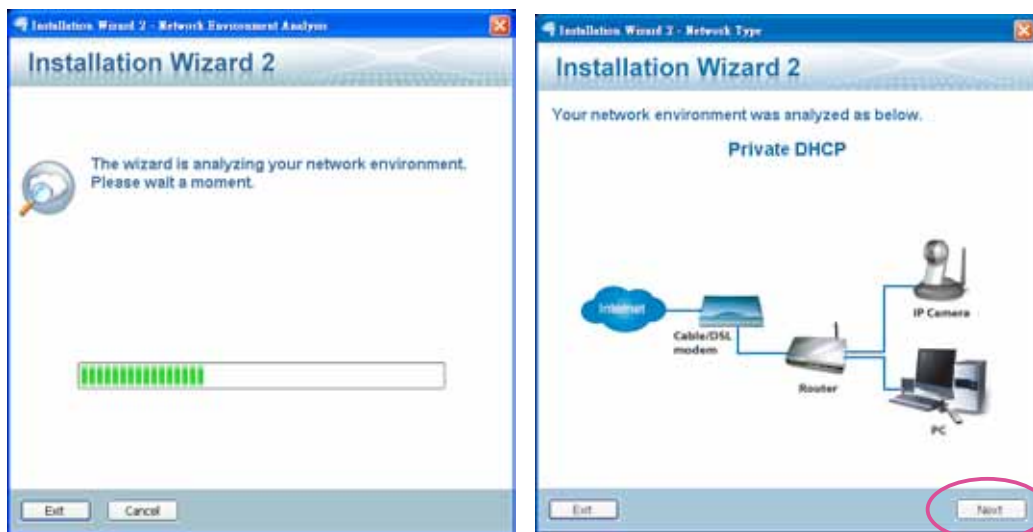 Installation Wizard 2 - Network Environment Analysis
Installation Wizard 2
The wizard is analyzing your network environment.
Please wait a moment.
Exit
Cancel
Installation Wizard 2 - Network Type
Installation Wizard 2
Your network environment was analyzed as below.
Private DHCP
Internet
Cable/DSL
modem
Router
IP Camera
PC
Exit
Next